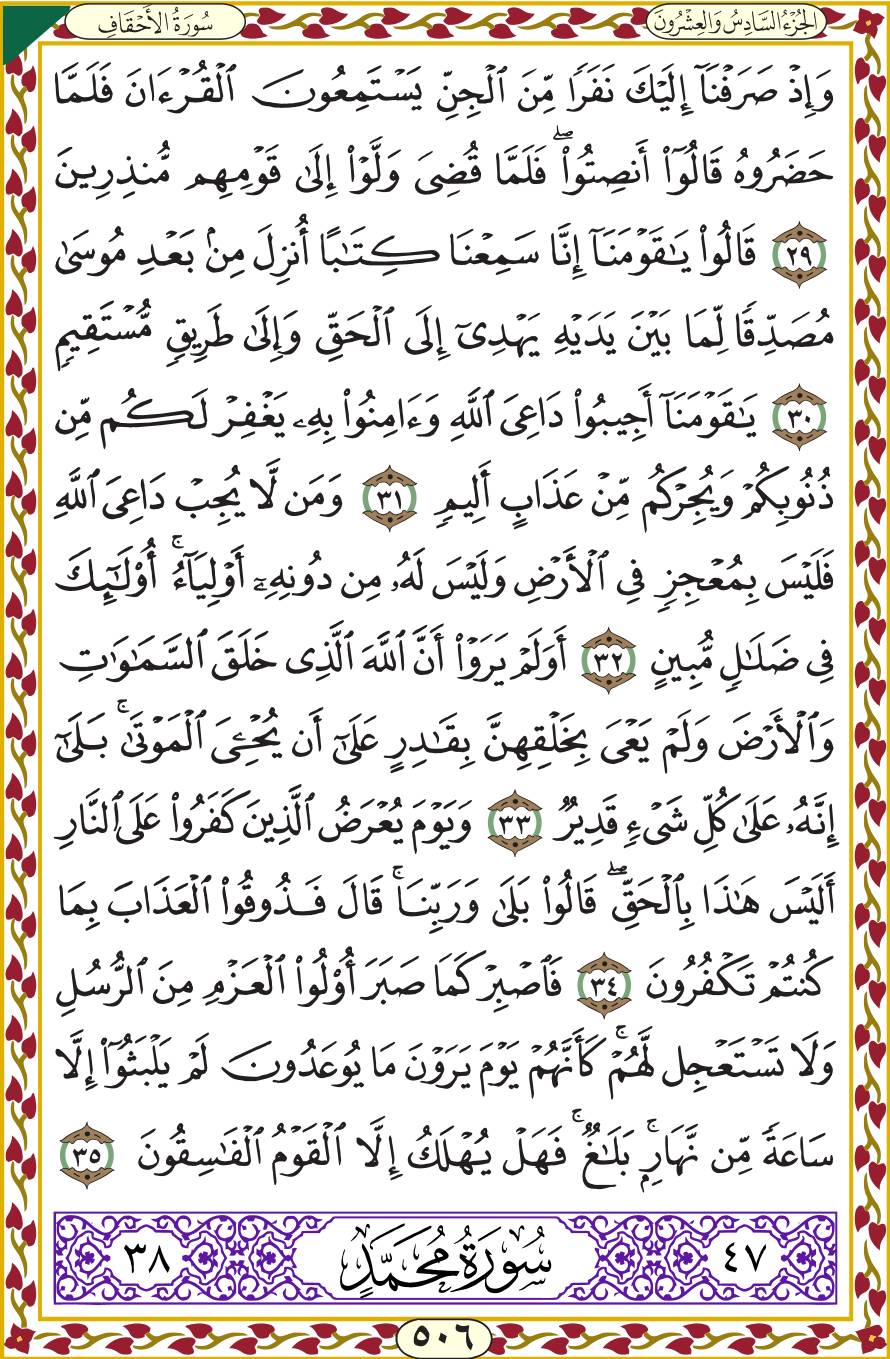 الجُزْءُ السَّادِسُ وَالعِشْرُونَ
سُورَةُ الأَحْقَافِ
وَإِذْ صَرَفْنَآ إِلَيْكَ نَفَرًا مِّنَ ٱلْجِنِّ يَسْتَمِعُونَ ٱلْقُرْءَانَ فَلَمَّا
حَضَرُوهُ قَالُوٓا۟ أَنصِتُوا۟ۖ فَلَمَّا قُضِىَ وَلَّوْا۟ إِلَىٰ قَوْمِهِم مُّنذِرِينَ
٢٩ قَالُوا۟ يَـٰقَوْمَنَآ إِنَّا سَمِعْنَا كِتَـٰبًا أُنزِلَ مِنۢ بَعْدِ مُوسَىٰ
مُصَدِّقًا لِّمَا بَيْنَ يَدَيْهِ يَهْدِىٓ إِلَى ٱلْحَقِّ وَإِلَىٰ طَرِيقٍ مُّسْتَقِيمٍ
٣٠ يَـٰقَوْمَنَآ أَجِيبُوا۟ دَاعِىَ ٱللَّهِ وَءَامِنُوا۟ بِهِۦ يَغْفِرْ لَكُم مِّن
ذُنُوبِكُمْ وَيُجِرْكُم مِّنْ عَذَابٍ أَلِيمٍ ٣١ وَمَن لَّا يُجِبْ دَاعِىَ ٱللَّهِ
فَلَيْسَ بِمُعْجِزٍ فِى ٱلْأَرْضِ وَلَيْسَ لَهُۥ مِن دُونِهِۦٓ أَوْلِيَآءُۚ أُو۟لَـٰٓئِكَ
فِى ضَلَـٰلٍ مُّبِينٍ ٣٢ أَوَلَمْ يَرَوْا۟ أَنَّ ٱللَّهَ ٱلَّذِى خَلَقَ ٱلسَّمَـٰوَٰتِ
وَٱلْأَرْضَ وَلَمْ يَعْىَ بِخَلْقِهِنَّ بِقَـٰدِرٍ عَلَىٰٓ أَن يُحْـِۧىَ ٱلْمَوْتَىٰۚ بَلَىٰٓ
إِنَّهُۥ عَلَىٰ كُلِّ شَىْءٍ قَدِيرٌ ٣٣ وَيَوْمَ يُعْرَضُ ٱلَّذِينَ كَفَرُوا۟ عَلَى ٱلنَّارِ
أَلَيْسَ هَـٰذَا بِٱلْحَقِّۖ قَالُوا۟ بَلَىٰ وَرَبِّنَاۚ قَالَ فَذُوقُوا۟ ٱلْعَذَابَ بِمَا
كُنتُمْ تَكْفُرُونَ ٣٤ فَٱصْبِرْ كَمَا صَبَرَ أُو۟لُوا۟ ٱلْعَزْمِ مِنَ ٱلرُّسُلِ
وَلَا تَسْتَعْجِل لَّهُمْۚ كَأَنَّهُمْ يَوْمَ يَرَوْنَ مَا يُوعَدُونَ لَمْ يَلْبَثُوٓا۟ إِلَّا
سَاعَةً مِّن نَّهَارٍۭۚ بَلَـٰغٌۚ فَهَلْ يُهْلَكُ إِلَّا ٱلْقَوْمُ ٱلْفَـٰسِقُونَ ٣٥
٤٧ سُورَةُ مُحَمَّدٍ ٣٨
٥٠٦